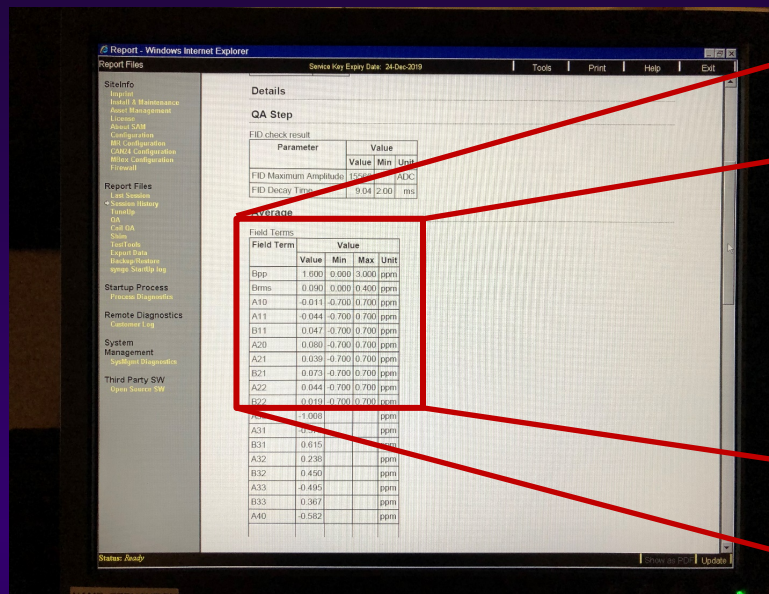 Report - Windows Internet Explorer
Report Files
Service Key Expiry Date: 24-Dec-2019
Tools Print Help Exit
SiteInfo
Imprint
Install & Maintenance
Asset Management
License
About SAM
Configuration
MR Configuration
CAN24 Configuration
MBox Configuration
Firewall
Report Files
Last Session
Session History
TuneUp
QA
Coil QA
Shim
TestTools
Export Data
Backup/Restore
syngo StartUp log
Startup Process
Process Diagnostics
Remote Diagnostics
Customer Log
System
Management
SysMgmt Diagnostics
Third Party SW
Open Source SW
Details
QA Step
FID check result
Parameter Value
Value Min Unit
FID Maximum Amplitude ADC
FID Decay Time 9.04 2.00 ms
Average
Field Terms
Field Term Value
Value Min Max Unit
Bpp 1.600 0.000 3.000 ppm
Brms 0.090 0.000 0.400 ppm
A10 -0.011 -0.700 0.700 ppm
A11 -0.044 -0.700 0.700 ppm
B11 0.047 -0.700 0.700 ppm
A20 0.080 -0.700 0.700 ppm
A21 0.039 -0.700 0.700 ppm
B21 0.073 -0.700 0.700 ppm
A22 0.044 -0.700 0.700 ppm
B22 0.019 -0.700 0.700 ppm
-1.008 ppm
A31 ppm
B31 0.615 ppm
A32 0.238 ppm
B32 0.450 ppm
A33 -0.495 ppm
B33 0.367 ppm
A40 -0.582 ppm
Status: Ready
Show as PDF Update